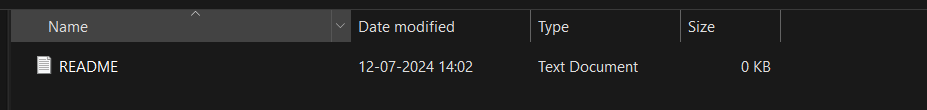 Name Date modified Type Size
README 12-07-2024 14:02 Text Document 0 KB